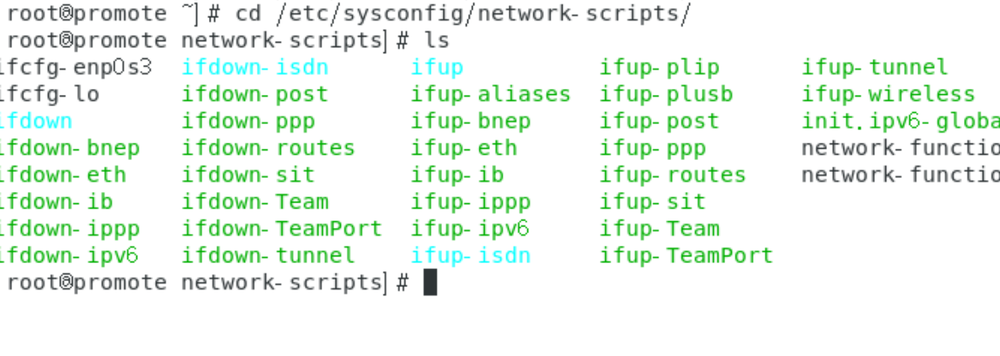 root@promote ~]# cd /etc/sysconfig/network-scripts/
root@promote network-scripts]# ls
ifcfg-enp0s3 ifdown-isdn ifup ifup-plip ifup-tunnel
ifcfg-lo ifdown-post ifup-aliases ifup-plusb ifup-wireless
ifdown ifdown-ppp ifup-bnep ifup-post init.ipv6-globa
ifdown-bnep ifdown-routes ifup-eth ifup-ppp network-functio
ifdown-eth ifdown-sit ifup-ib ifup-routes network-functio
ifdown-ib ifdown-Team ifup-ippp ifup-sit
ifdown-ippp ifdown-TeamPort ifup-ipv6 ifup-Team
ifdown-ipv6 ifdown-tunnel ifup-isdn ifup-TeamPort
root@promote network-scripts]#